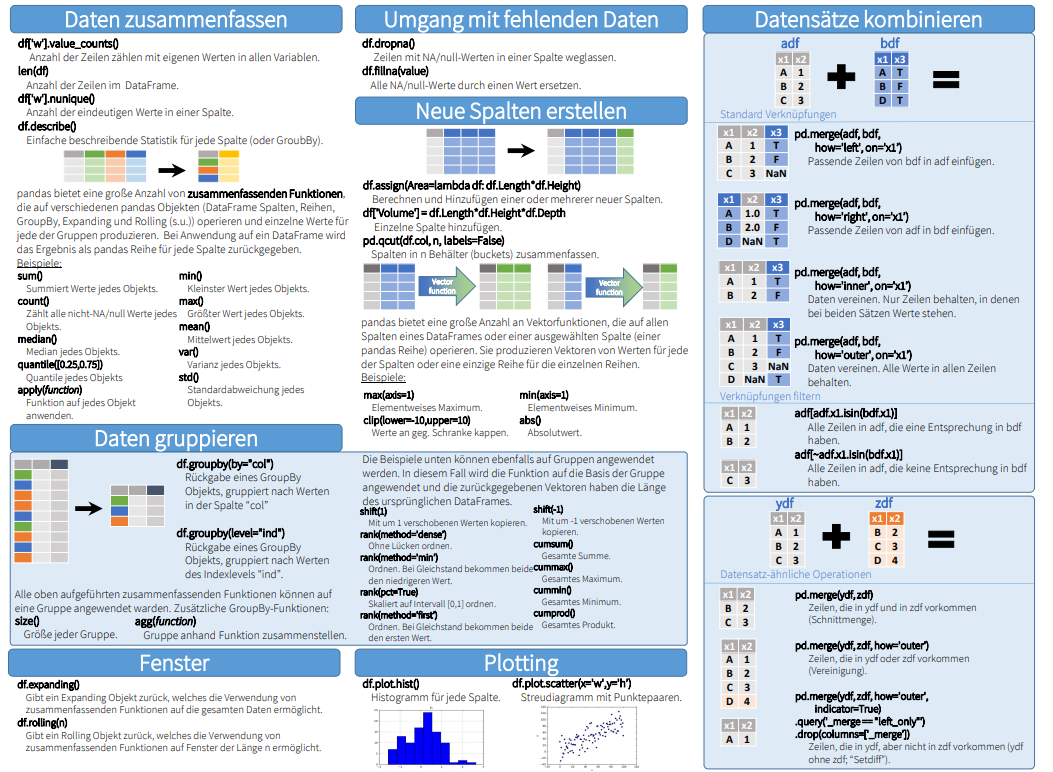 Daten zusammenfassen
df['w'].value_counts()
Anzahl der Zeilen zählen mit eigenen Werten in allen Variablen.
len(df)
Anzahl der Zeilen im DataFrame.
df['w'].nunique()
Anzahl der eindeutigen Werte in einer Spalte.
df.describe()
Einfache beschreibende Statistik für jede Spalte (oder GroubBy).
pandas bietet eine große Anzahl von zusammenfassenden Funktionen,
die auf verschiedenen pandas Objekten (DataFrame Spalten, Reihen,
GroupBy, Expanding und Rolling (s.u.)) operieren und einzelne Werte für
jede der Gruppen produzieren. Bei Anwendung auf ein DataFrame wird
das Ergebnis als pandas Reihe für jede Spalte zurückgegeben.
Beispiele:
sum()
Summiert Werte jedes Objekts.
count()
Zählt alle nicht-NA/null Werte jedes
Objekts.
median()
Median jedes Objekts.
quantile([0.25,0.75])
Quantile jedes Objekts
apply(function)
Funktion auf jedes Objekt
anwenden.
min()
Kleinster Wert jedes Objekts.
max()
Größter Wert jedes Objekts.
mean()
Mittelwert jedes Objekts.
var()
Varianz jedes Objekts.
std()
Standardabweichung jedes
Objekts.
Daten gruppieren
df.groupby(by="col")
Rückgabe eines GroupBy
Objekts, gruppiert nach Werten
in der Spalte "col"
df.groupby(level="ind")
Rückgabe eines GroupBy
Objekts, gruppiert nach Werten
des Indexlevels "ind".
Alle oben aufgeführten zusammenfassenden Funktionen können auf
eine Gruppe angewendet warden. Zusätzliche GroupBy-Funktionen:
size()
Größe jeder Gruppe.
agg(function)
Gruppe anhand Funktion zusammenstellen.
Die Beispiele unten können ebenfalls auf Gruppen angewendet
werden. In diesem Fall wird die Funktion auf die Basis der Gruppe
angewendet und die zurückgegebenen Vektoren haben die Länge
des ursprünglichen DataFrames.
shift(1)
Mit um 1 verschobenen Werten kopieren.
rank(method='dense')
Ohne Lücken ordnen.
rank(method='min')
Ordnen. Bei Gleichstand bekommen beide
den niedrigeren Wert.
rank(pct=True)
Skaliert auf Intervall [0,1] ordnen.
rank(method='first')
Ordnen. Bei Gleichstand bekommen beide
den ersten Wert.
shift(-1)
Mit um -1 verschobenen Werten
kopieren.
cumsum()
Gesamte Summe.
cummax()
Gesamtes Maximum.
cummin()
Gesamtes Minimum.
cumprod()
Gesamtes Produkt.
Fenster
df.expanding()
Gibt ein Expanding Objekt zurück, welches die Verwendung von
zusammenfassenden Funktionen auf die gesamten Daten ermöglicht.
df.rolling(n)
Gibt ein Rolling Objekt zurück, welches die Verwendung von
zusammenfassenden Funktionen auf Fenster der Länge n ermöglicht.
Umgang mit fehlenden Daten
df.dropna()
Zeilen mit NA/null-Werten in einer Spalte weglassen.
df.fillna(value)
Alle NA/null-Werte durch einen Wert ersetzen.
Neue Spalten erstellen
df.assign(Area=lambda df: df.Length*df.Height)
Berechnen und Hinzufügen einer oder mehrerer neuer Spalten.
df['Volume'] = df.Length*df.Height*df.Depth
Einzelne Spalte hinzufügen.
pd.qcut(df.col, n, labels=False)
Spalten in n Behälter (buckets) zusammenfassen.
Vector
function
Vector
function
pandas bietet eine große Anzahl an Vektorfunktionen, die auf allen
Spalten eines DataFrames oder einer ausgewählten Spalte (einer
pandas Reihe) operieren. Sie produzieren Vektoren von Werten für jede
der Spalten oder eine einzige Reihe für die einzelnen Reihen.
Beispiele:
max(axis=1)
Elementweises Maximum.
clip(lower=-10,upper=10)
Werte an geg. Schranke kappen.
min(axis=1)
Elementweises Minimum.
abs()
Absolutwert.
Plotting
df.plot.hist()
Histogramm für jede Spalte.
df.plot.scatter(x='w',y='h')
Streudiagramm mit Punktepaaren.
Datensätze kombinieren
adf
x1 x2
A 1
B 2
C 3
bdf
x1 x3
A T
B F
D T
Standard Verknüpfungen
x1 x2 x3
A 1 T
B 2 F
C 3 NaN
pd.merge(adf, bdf,
how='left', on='x1')
Passende Zeilen von bdf in adf einfügen.
x1 x2 x3
A 1.0 T
B 2.0 F
D NaN T
pd.merge(adf, bdf,
how='right', on='x1')
Passende Zeilen von adf in bdf einfügen.
x1 x2 x3
A 1 T
B 2 F
pd.merge(adf, bdf,
how='inner', on='x1')
Daten vereinen. Nur Zeilen behalten, in denen
bei beiden Sätzen Werte stehen.
x1 x2 x3
A 1 T
B 2 F
C 3 NaN
D NaN T
pd.merge(adf, bdf,
how='outer', on='x1')
Daten vereinen. Alle Werte in allen Zeilen
behalten.
Verknüpfungen filtern
x1 x2
A 1
B 2
adf[adf.x1.isin(bdf.x1)]
Alle Zeilen in adf, die eine Entsprechung in bdf
haben.
x1 x2
C 3
adf[~adf.x1.isin(bdf.x1)]
Alle Zeilen in adf, die keine Entsprechung in bdf
haben.
ydf
x1 x2
A 1
B 2
C 3
zdf
x1 x2
B 2
C 3
D 4
Datensatz-ähnliche Operationen
x1 x2
B 2
C 3
pd.merge(ydf, zdf)
Zeilen, die in ydf und in zdf vorkommen
(Schnittmenge).
x1 x2
A 1
B 2
C 3
D 4
pd.merge(ydf, zdf, how='outer')
Zeilen, die in ydf oder zdf vorkommen
(Vereinigung).
x1 x2
A 1
pd.merge(ydf, zdf, how='outer',
indicator=True)
.query('_merge == "left_only"')
.drop(columns=['_merge'])
Zeilen, die in ydf, aber nicht in zdf vorkommen (ydf
ohne zdf; "Setdiff").